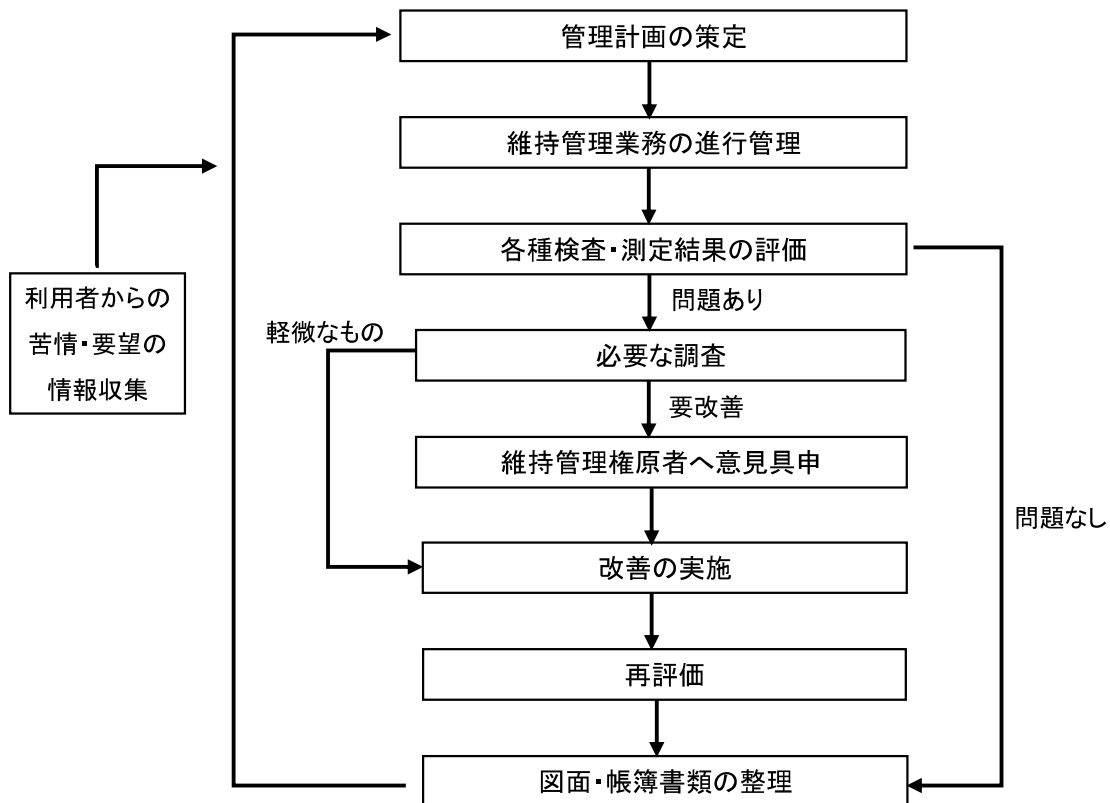 管理計画の策定
維持管理業務の進行管理
各種検査・測定結果の評価
利用者からの
苦情・要望の
情報収集
問題あり
軽微なもの
必要な調査
要改善
維持管理権原者へ意見具申
問題なし
改善の実施
再評価
図面・帳簿書類の整理